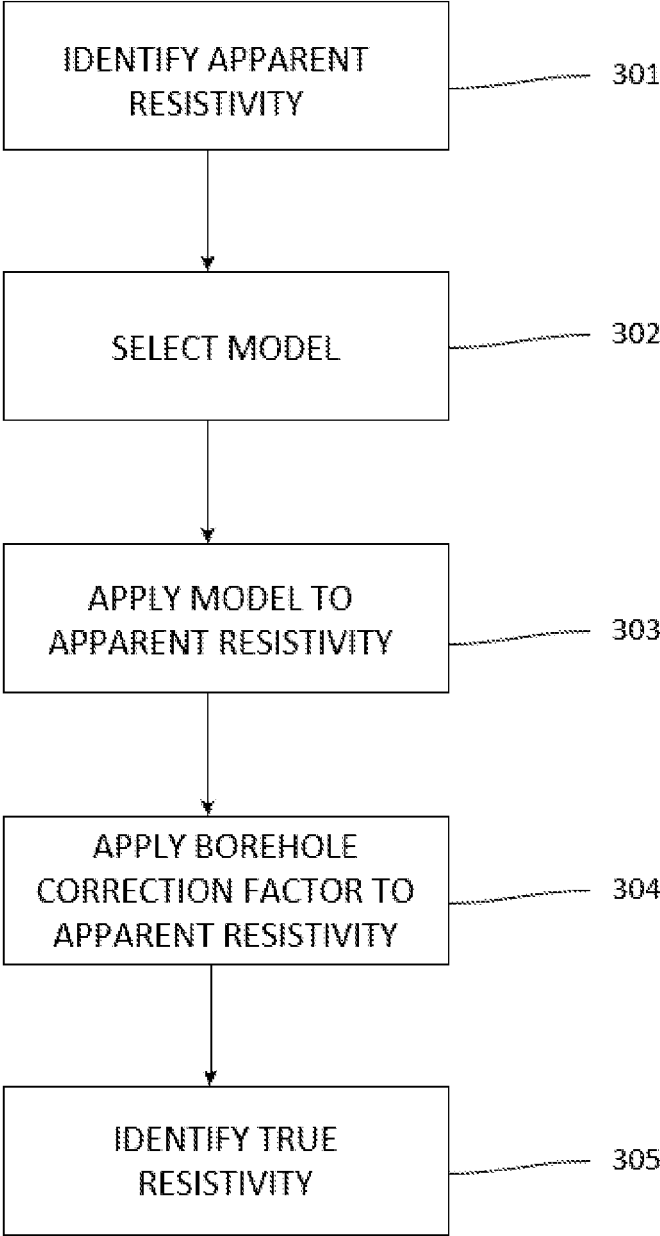 IDENTIFY APPARENT
RESISTIVITY
301
SELECT MODEL
302
APPLY MODEL TO
APPARENT RESISTIVITY
303
APPLY BOREHOLE
CORRECTION FACTOR TO
APPARENT RESISTIVITY
304
IDENTIFY TRUE
RESISTIVITY
305